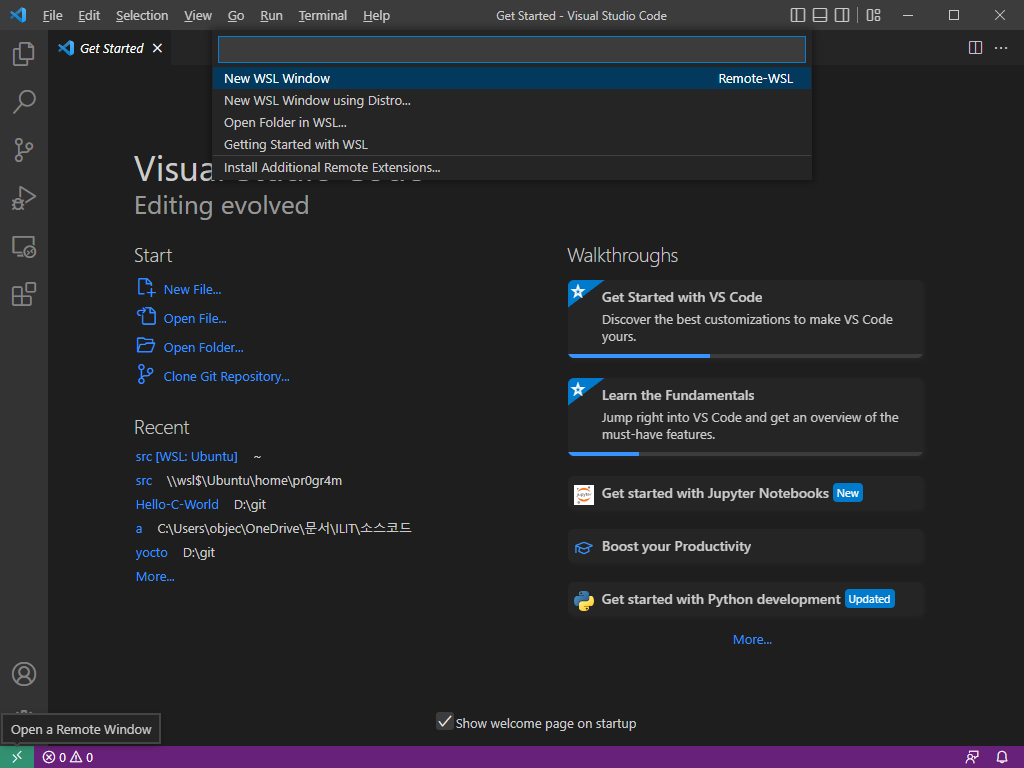 File Edit Selection View Go Run Terminal Help Get Started - Visual Studio Code
Get Started
New WSL Window Remote-WSL
New WSL Window using Distro...
Open Folder in WSL...
Getting Started with WSL
Install Additional Remote Extensions...
Visual Studio Code
Editing evolved
Start
New File...
Open File...
Open Folder...
Clone Git Repository...
Recent
src [WSL: Ubuntu] ~
src \\wsl$\Ubuntu\home\pr0gr4m
Hello-C-World D:\git
a C:\Users\objec\OneDrive\문서\ILIT\소스코드
yocto D:\git
More...
Walkthroughs
Get Started with VS Code
Discover the best customizations to make VS Code
yours.
Learn the Fundamentals
Jump right into VS Code and get an overview of the
must-have features.
jupyter
Get started with Jupyter Notebooks New
Boost your Productivity
Get started with Python development Updated
More...
Show welcome page on startup
Open a Remote Window
0 0